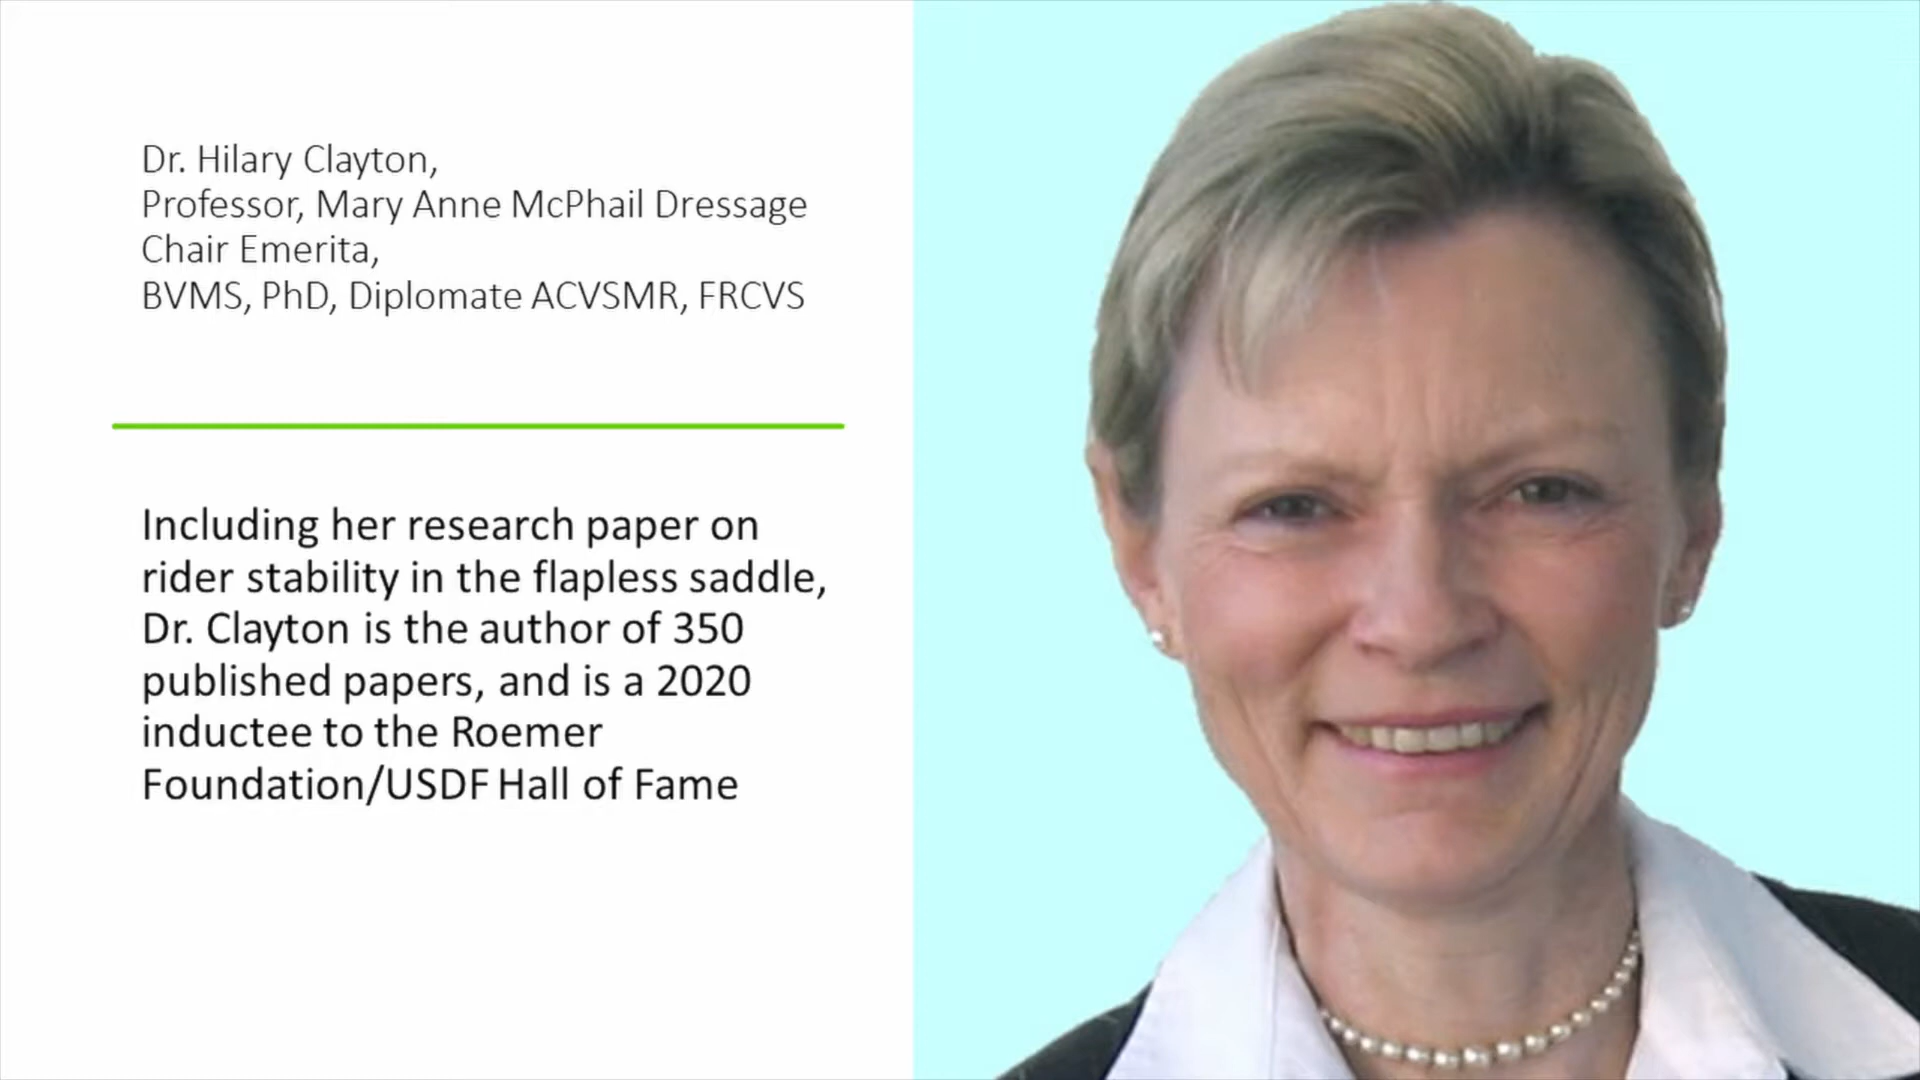 Dr. Hilary Clayton,
Professor, Mary Anne McPhail Dressage
Chair Emerita,
BVMS, PhD, Diplomate ACVSMR, FRCVS
Including her research paper on
rider stability in the flapless saddle,
Dr. Clayton is the author of 350
published papers, and is a 2020
inductee to the Roemer
Foundation/USDF Hall of Fame